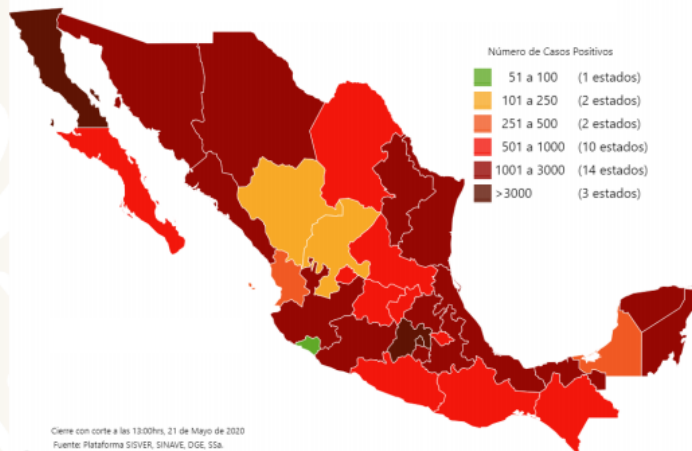 Número de Casos Positivos
51 a 100 (1 estados)
101 a 250 (2 estados)
251 a 500 (2 estados)
501 a 1000 (10 estados)
1001 a 3000 (14 estados)
>3000 (3 estados)
Cierre con corte a las 13:00hrs, 21 de Mayo de 2020
Fuente: Plataforma SISVER, SINAVE, DGE, SSa.